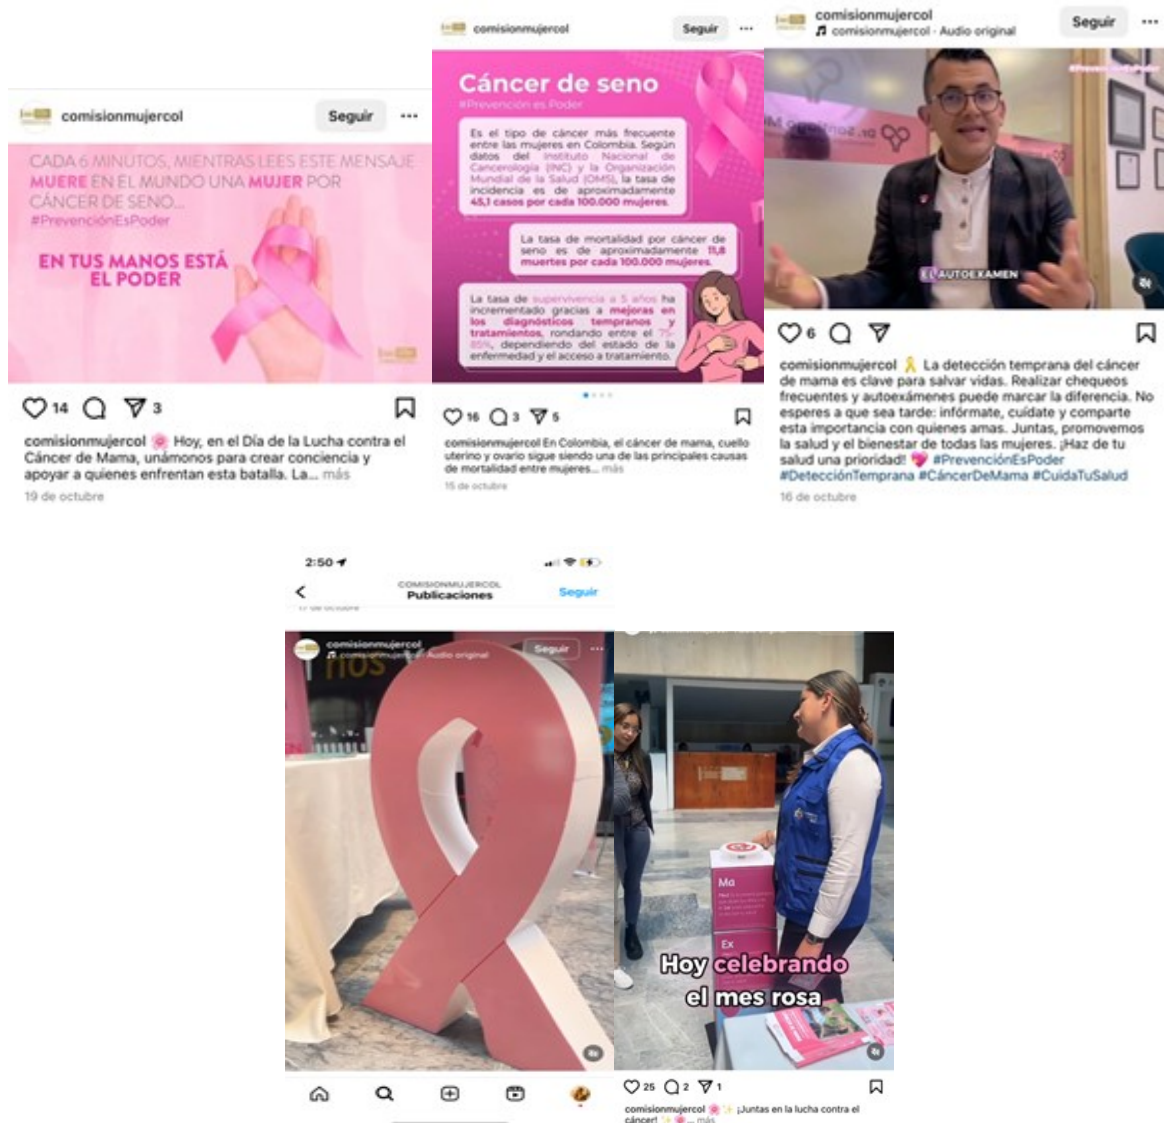 comisionmujercol
Seguir
CADA 6 MINUTOS, MIENTRAS LEES ESTE MENSAJE
MUERE EN EL MUNDO UNA MUJER POR
CÁNCER DE SENO...
#PrevenciónEsPoder
EN TUS MANOS ESTÁ
EL PODER
14
3
comisionmujercol 🌸 Hoy, en el Día de la Lucha contra el
Cáncer de Mama, unámonos para crear conciencia y
apoyar a quienes enfrentan esta batalla. La... más
19 de octubre
comisionmujercol
Seguir
Cáncer de seno
#Prevención es Poder
Es el tipo de cáncer más frecuente
entre las mujeres en Colombia. Según
datos del Instituto Nacional de
Cancerología (INC) y la Organización
Mundial de la Salud (OMS), la tasa de
incidencia es de aproximadamente
45,1 casos por cada 100.000 mujeres.
La tasa de mortalidad por cáncer de
seno es de aproximadamente 11,8
muertes por cada 100.000 mujeres.
La tasa de supervivencia a 5 años ha
incrementado gracias a mejoras en
los diagnósticos tempranos y
tratamientos, rondando entre el 75-
85%, dependiendo del estado de la
enfermedad y el acceso a tratamiento.
16
3
5
comisionmujercol En Colombia, el cáncer de mama, cuello
uterino y ovario sigue siendo una de las principales causas
de mortalidad entre mujeres... más
15 de octubre
comisionmujercol
comisionmujercol · Audio original
Seguir
#PrevenciónEsPoder
EL AUTOEXAMEN
6
comisionmujercol 🎗️ La detección temprana del cáncer
de mama es clave para salvar vidas. Realizar chequeos
frecuentes y autoexámenes puede marcar la diferencia. No
esperes a que sea tarde: infórmate, cuídate y comparte
esta importancia con quienes amas. Juntas, promovemos
la salud y el bienestar de todas las mujeres. ¡Haz de tu
salud una prioridad! 💖 #PrevenciónEsPoder
#DetecciónTemprana #CáncerDeMama #CuidaTuSalud
16 de octubre
2:50
COMISIONMUJERCOL
Publicaciones
Seguir
17 de octubre
comisionmujercol
comisionmujercol · Audio original
Seguir
nos
Ma
Ex
Hoy celebrando
el mes rosa
25
2
1
comisionmujercol 🌸✨ ¡Juntas en la lucha contra el
cáncer! ✨🌸... más